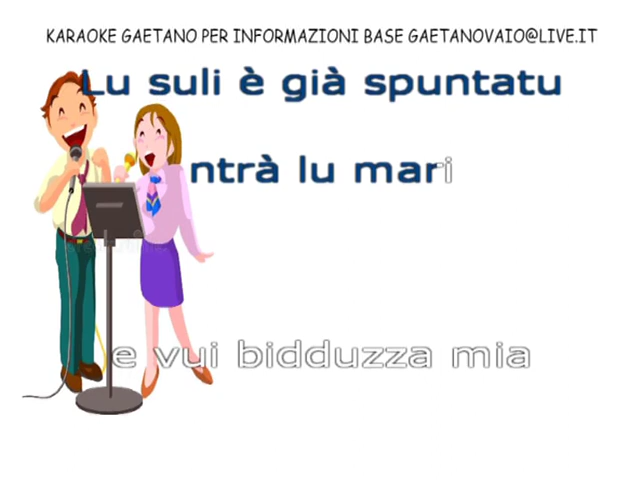 KARAOKE GAETANO PER INFORMAZIONI BASE GAETANOVAIO@LIVE.IT
Lu suli è già spuntatu
ntrà lu mari
e vui bidduzza mia